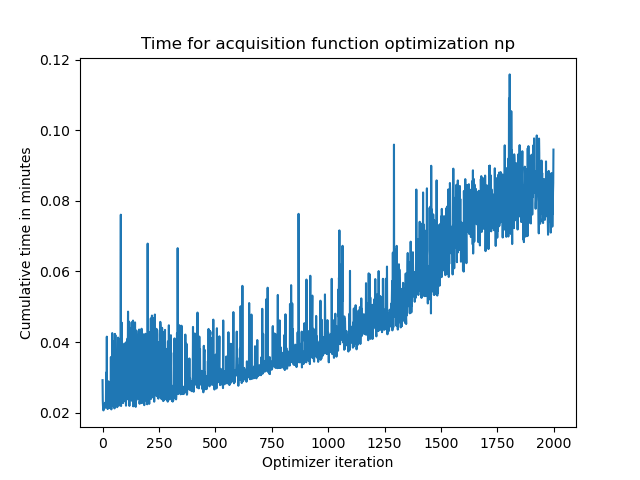 Time for acquisition function optimization np
0.12
0.10
0.08
0.06
0.04
0.02
Cumulative time in minutes
0 250 500 750 1000 1250 1500 1750 2000
Optimizer iteration